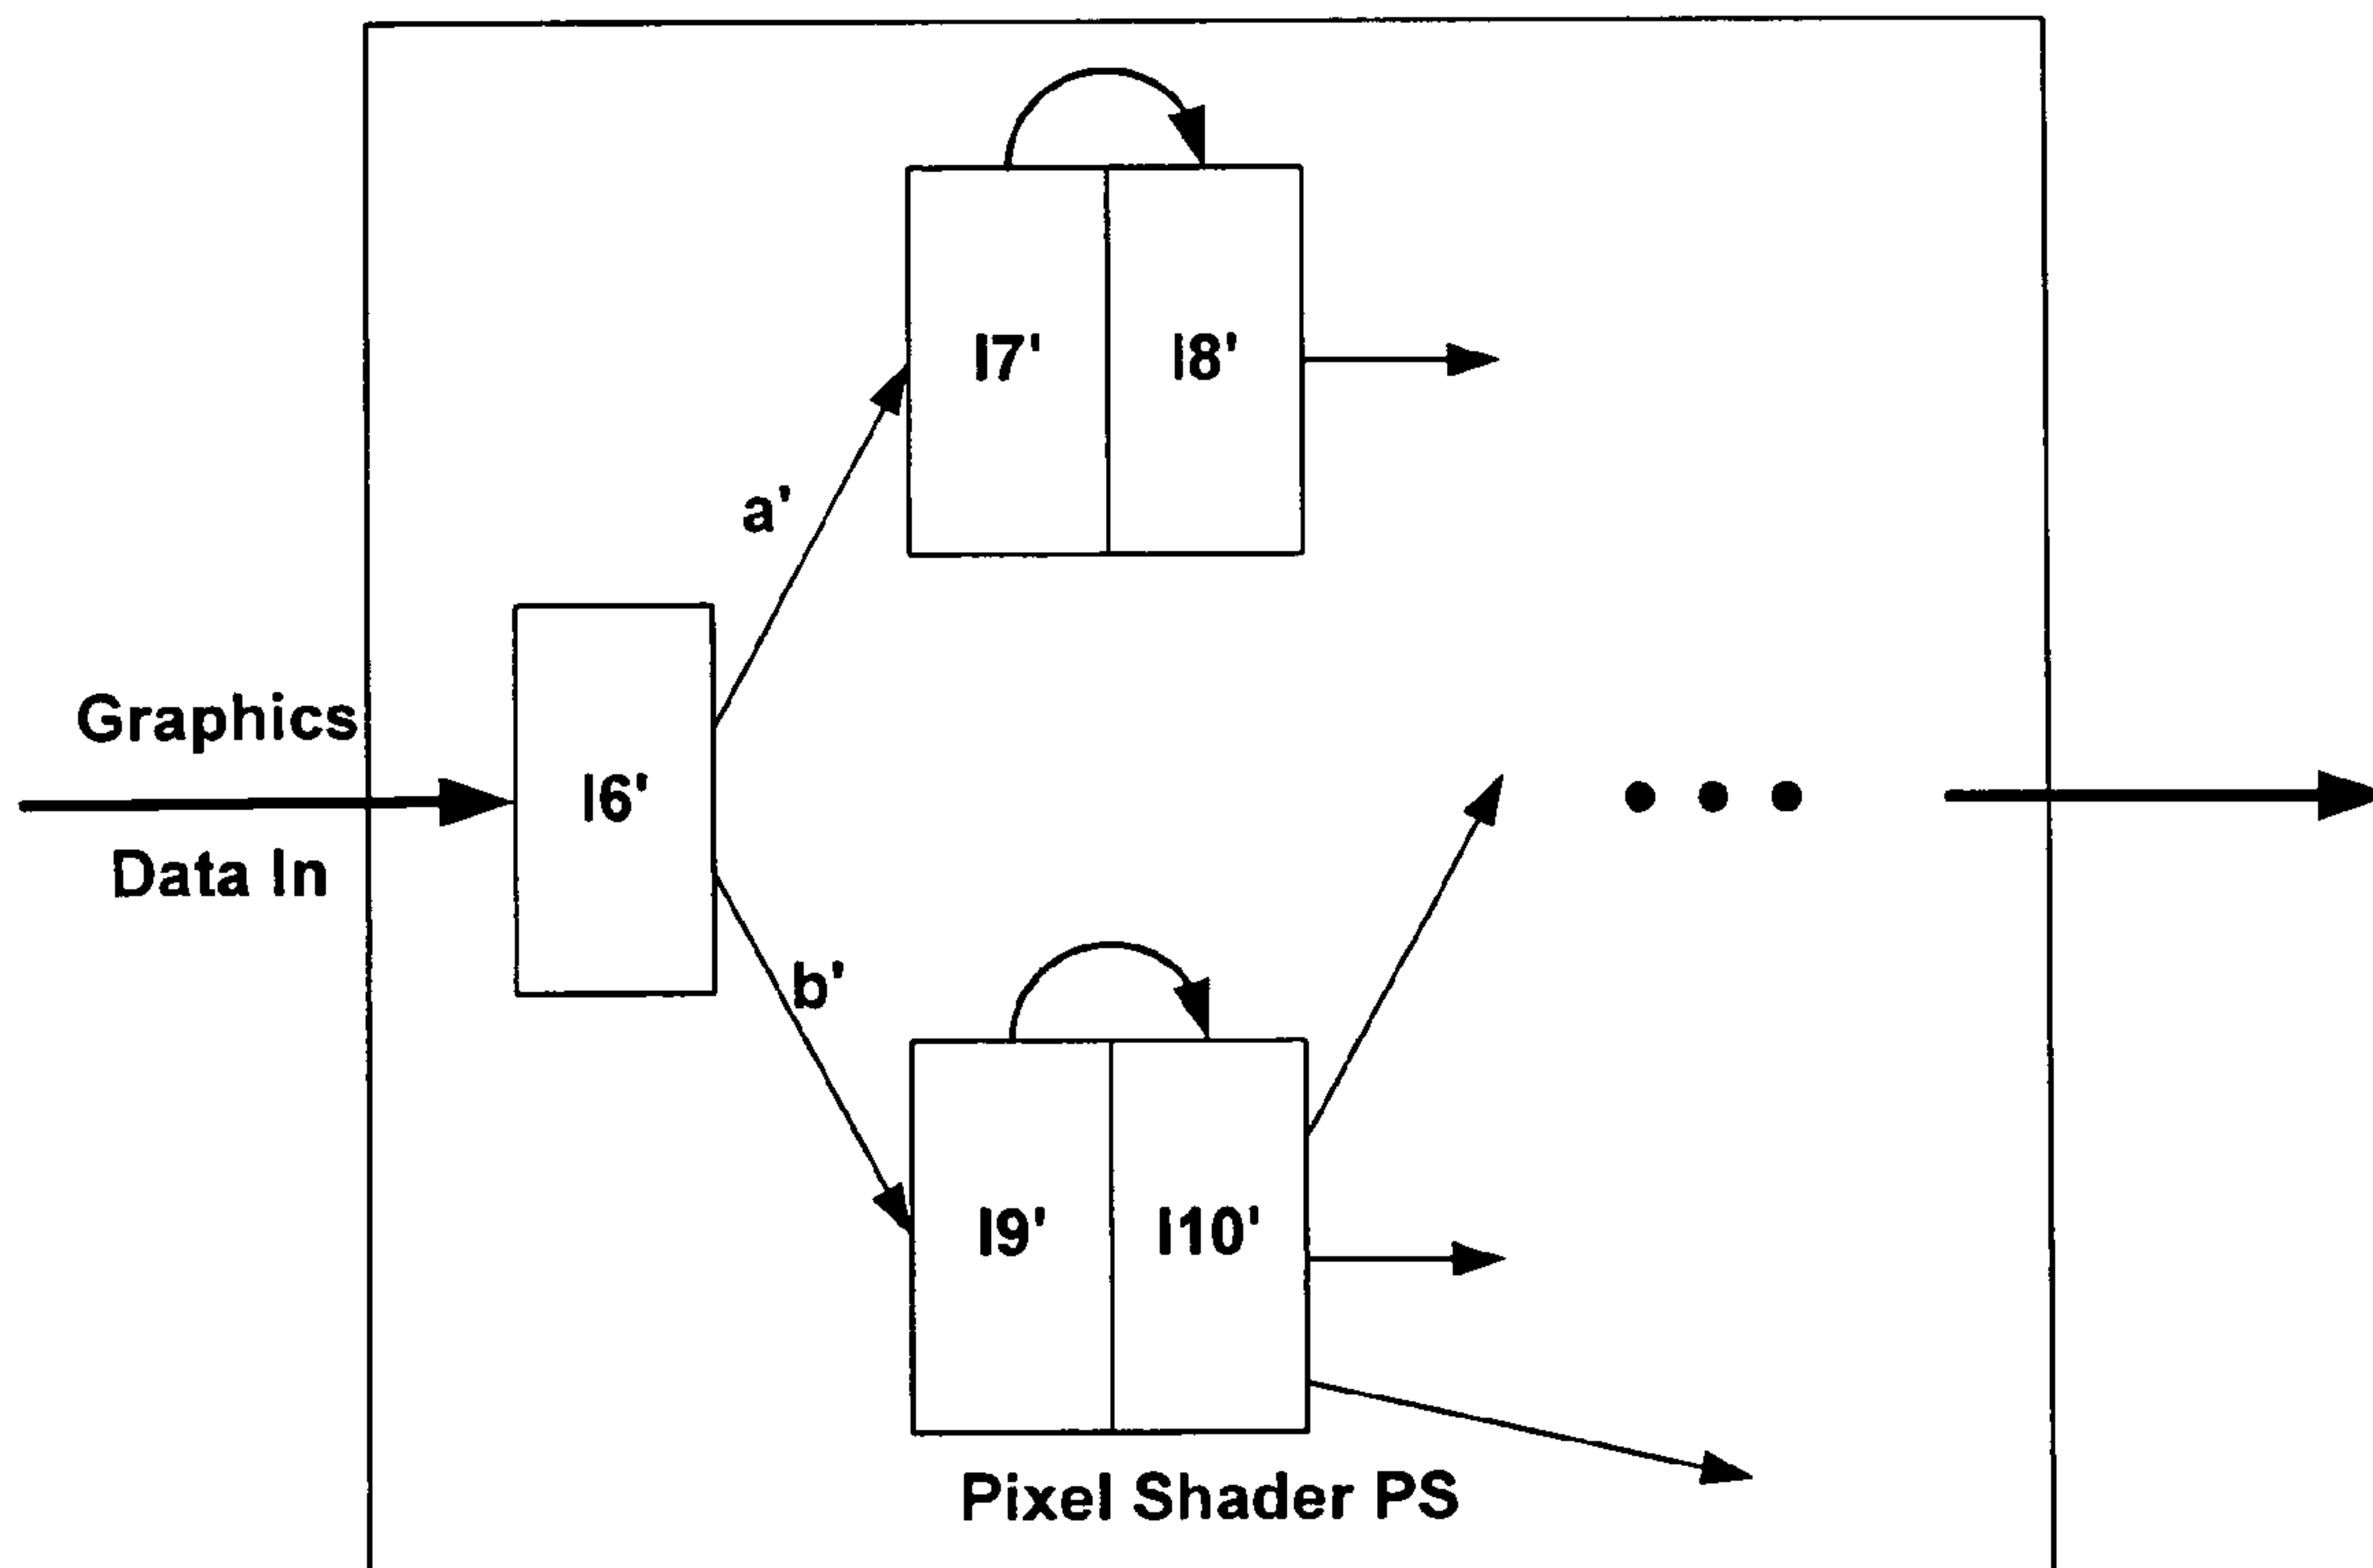 I7'
I8'
a'
Graphics
I6'
Data In
b'
I9'
I10'
Pixel Shader PS